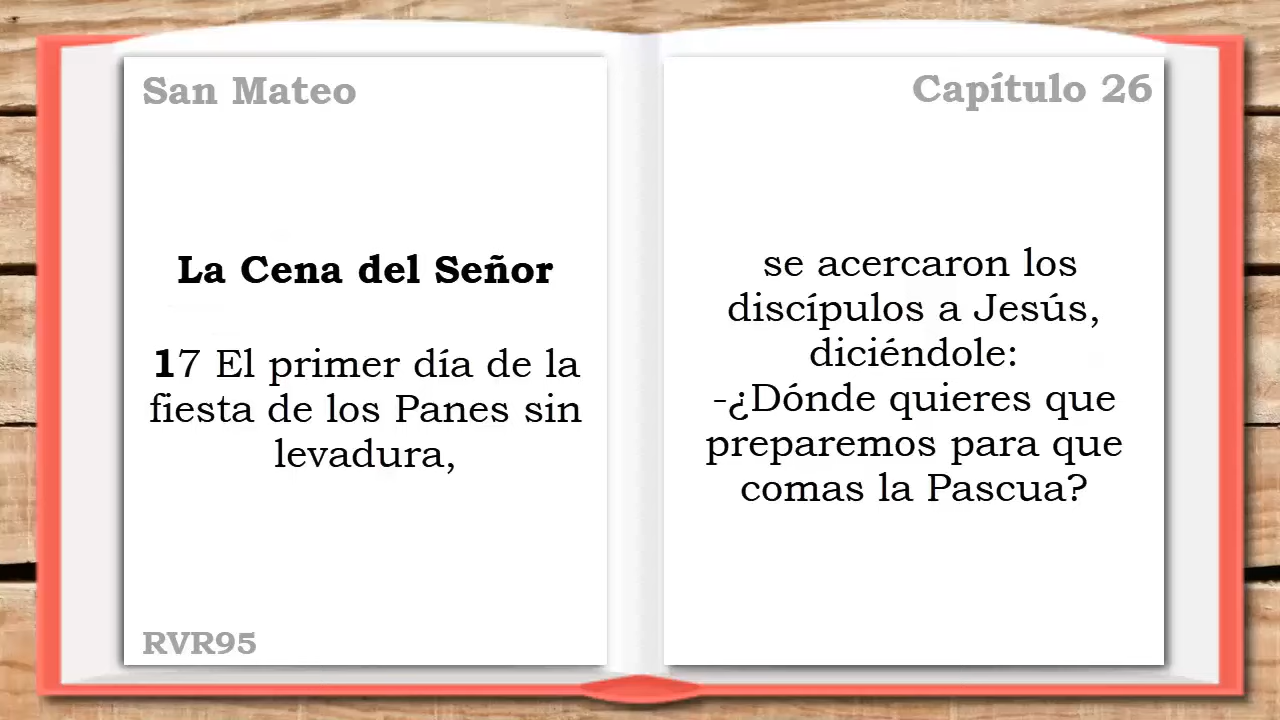 San Mateo
La Cena del Señor
17 El primer día de la
fiesta de los Panes sin
levadura,
RVR95
Capítulo 26
se acercaron los
discípulos a Jesús,
diciéndole:
-¿Dónde quieres que
preparemos para que
comas la Pascua?